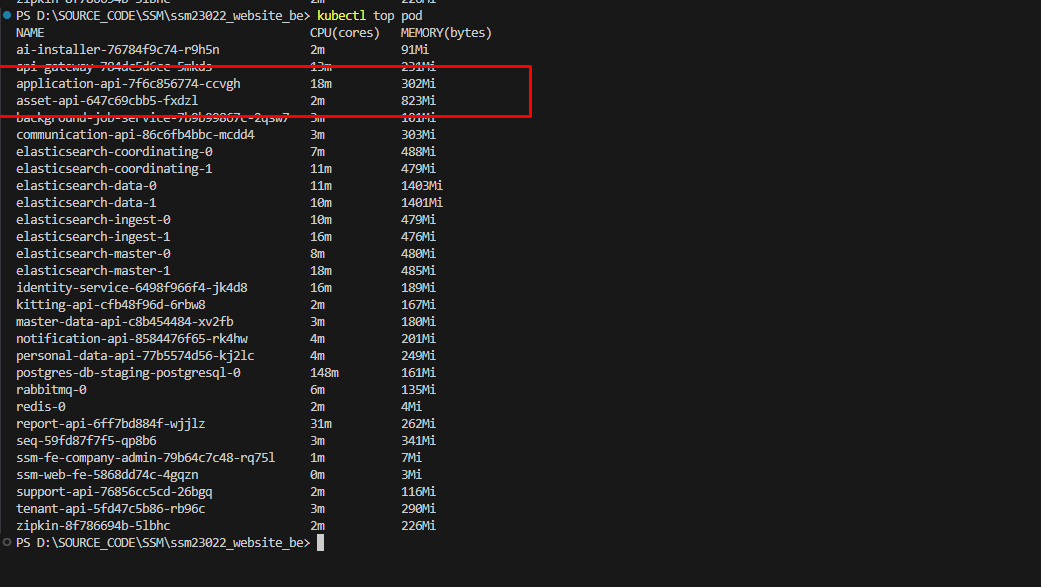 zipkin-8f786694b-5lbhc 2m 226Mi
PS D:\SOURCE_CODE\SSM\ssm23022_website_be> kubectl top pod
NAME CPU(cores) MEMORY(bytes)
ai-installer-76784f9c74-r9h5n 2m 91Mi
api-gateway-784dc5d6cc-5mkds 13m 231Mi
application-api-7f6c856774-ccvgh 18m 302Mi
asset-api-647c69cbb5-fxdzl 2m 823Mi
background-job-service-7b9b99867c-2qsw7 3m 181Mi
communication-api-86c6fb4bbc-mcdd4 3m 303Mi
elasticsearch-coordinating-0 7m 488Mi
elasticsearch-coordinating-1 11m 479Mi
elasticsearch-data-0 11m 1403Mi
elasticsearch-data-1 10m 1401Mi
elasticsearch-ingest-0 10m 479Mi
elasticsearch-ingest-1 16m 476Mi
elasticsearch-master-0 8m 480Mi
elasticsearch-master-1 18m 485Mi
identity-service-6498f966f4-jk4d8 16m 189Mi
kitting-api-cfb48f96d-6rbw8 2m 167Mi
master-data-api-c8b454484-xv2fb 3m 180Mi
notification-api-8584476f65-rk4hw 4m 201Mi
personal-data-api-77b5574d56-kj2lc 4m 249Mi
postgres-db-staging-postgresql-0 148m 161Mi
rabbitmq-0 6m 135Mi
redis-0 2m 4Mi
report-api-6ff7bd884f-wjjlz 31m 262Mi
seq-59fd87f7f5-qp8b6 3m 341Mi
ssm-fe-company-admin-79b64c7c48-rq75l 1m 7Mi
ssm-web-fe-5868dd74c-4gqzn 0m 3Mi
support-api-76856cc5cd-26bgq 2m 116Mi
tenant-api-5fd47c5b86-rb96c 3m 290Mi
zipkin-8f786694b-5lbhc 2m 226Mi
PS D:\SOURCE_CODE\SSM\ssm23022_website_be>